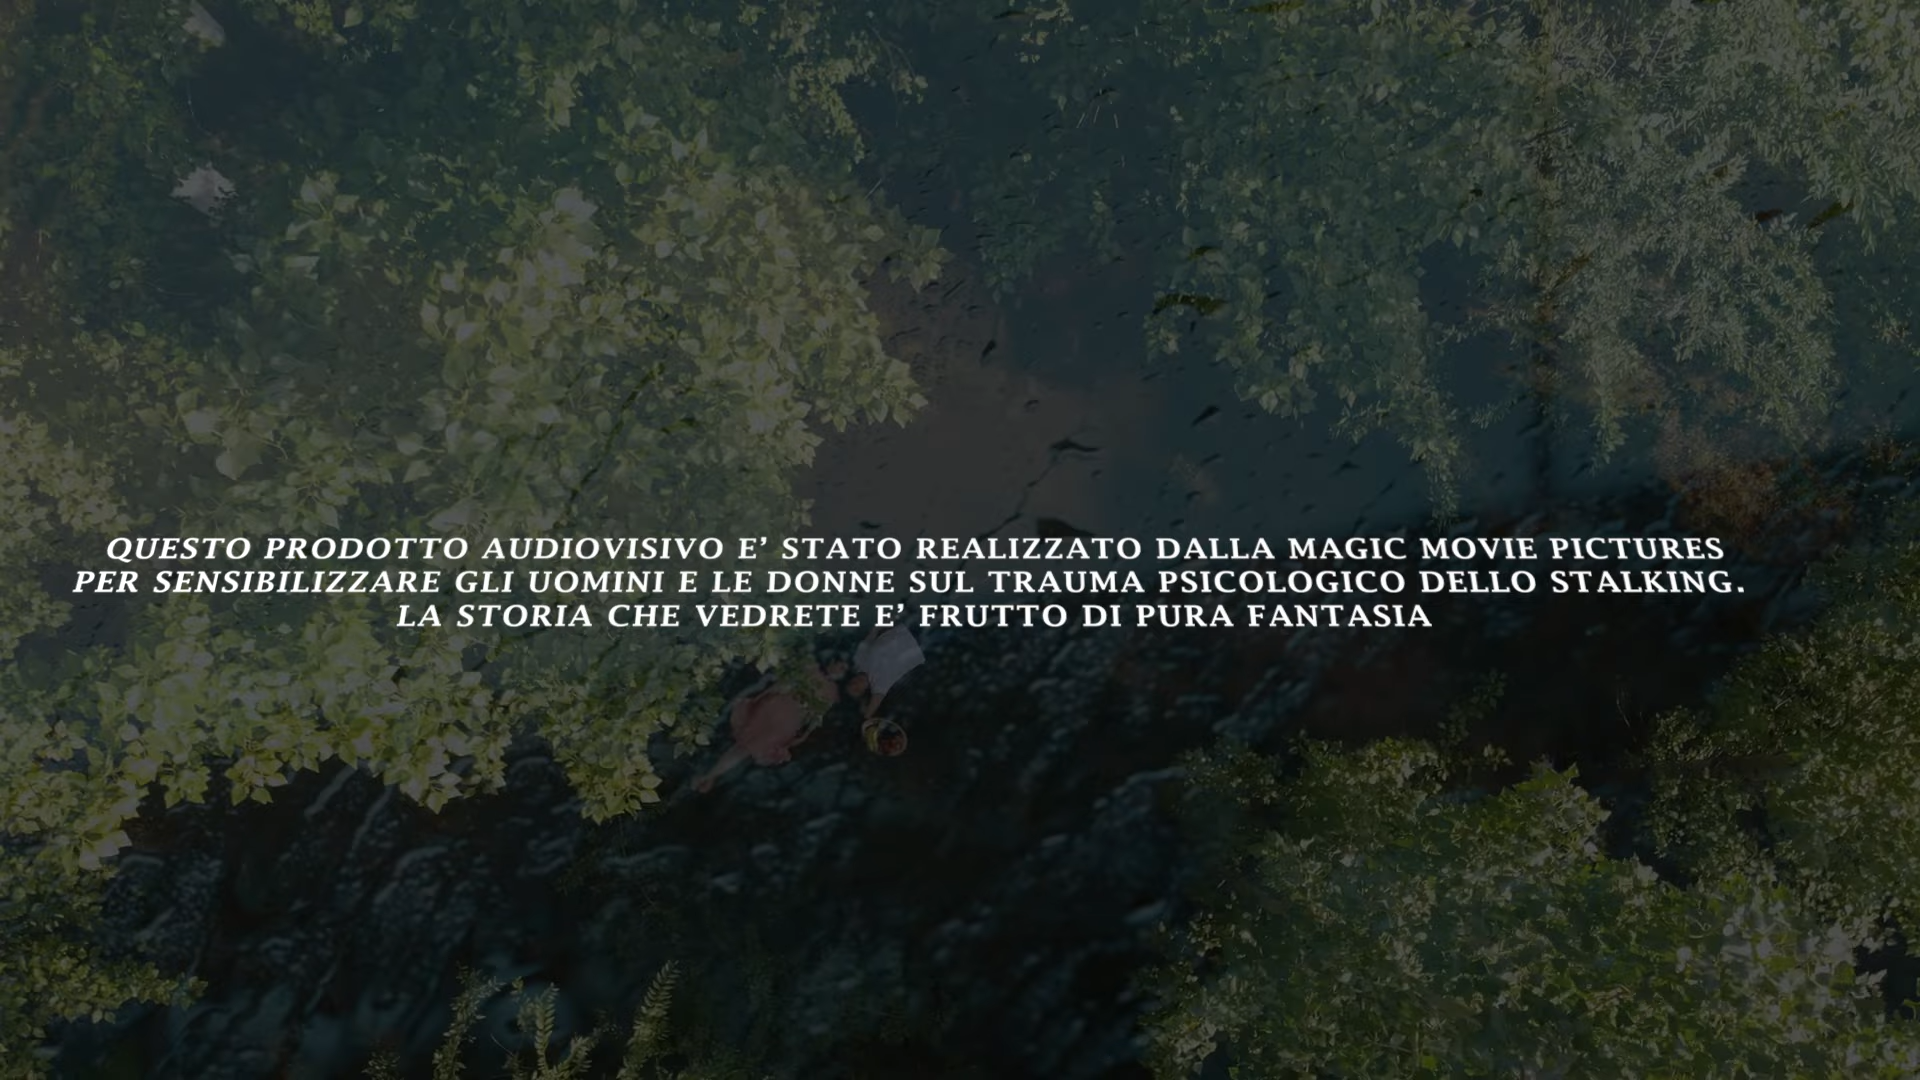 QUESTO PRODOTTO AUDIOVISIVO E’ STATO REALIZZATO DALLA MAGIC MOVIE PICTURES
PER SENSIBILIZZARE GLI UOMINI E LE DONNE SUL TRAUMA PSICOLOGICO DELLO STALKING.
LA STORIA CHE VEDRETE E’ FRUTTO DI PURA FANTASIA